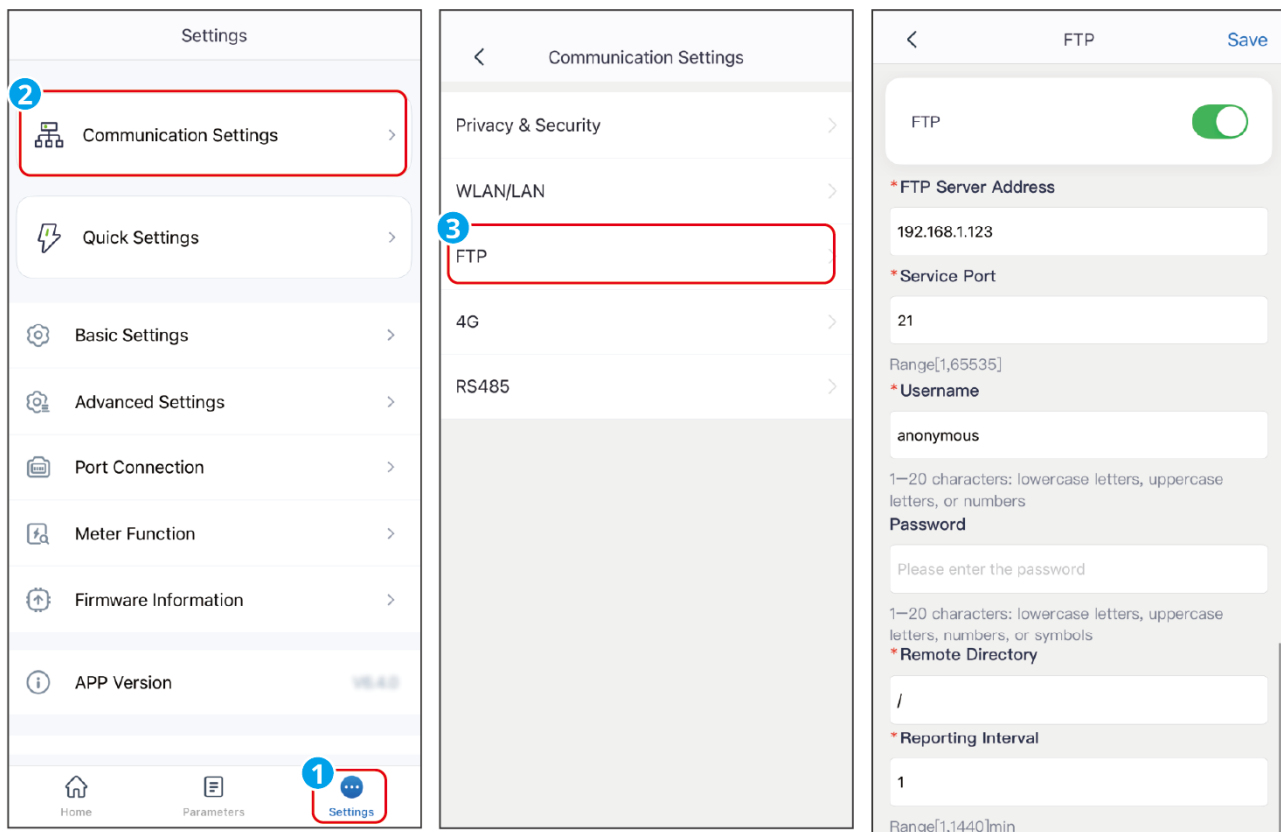 Settings
2
Communication Settings
Quick Settings
Basic Settings
Advanced Settings
Port Connection
Meter Function
Firmware Information
APP Version
1
Home
Parameters
Settings
Communication Settings
Privacy & Security
WLAN/LAN
3
FTP
4G
RS485
FTP
Save
FTP
*FTP Server Address
192.168.1.123
*Service Port
21
Range[1,65535]
*Username
anonymous
1—20 characters: lowercase letters, uppercase
letters, or numbers
Password
Please enter the password
1—20 characters: lowercase letters, uppercase
letters, numbers, or symbols
*Remote Directory
/
*Reporting Interval
1
Range[1,1440]min